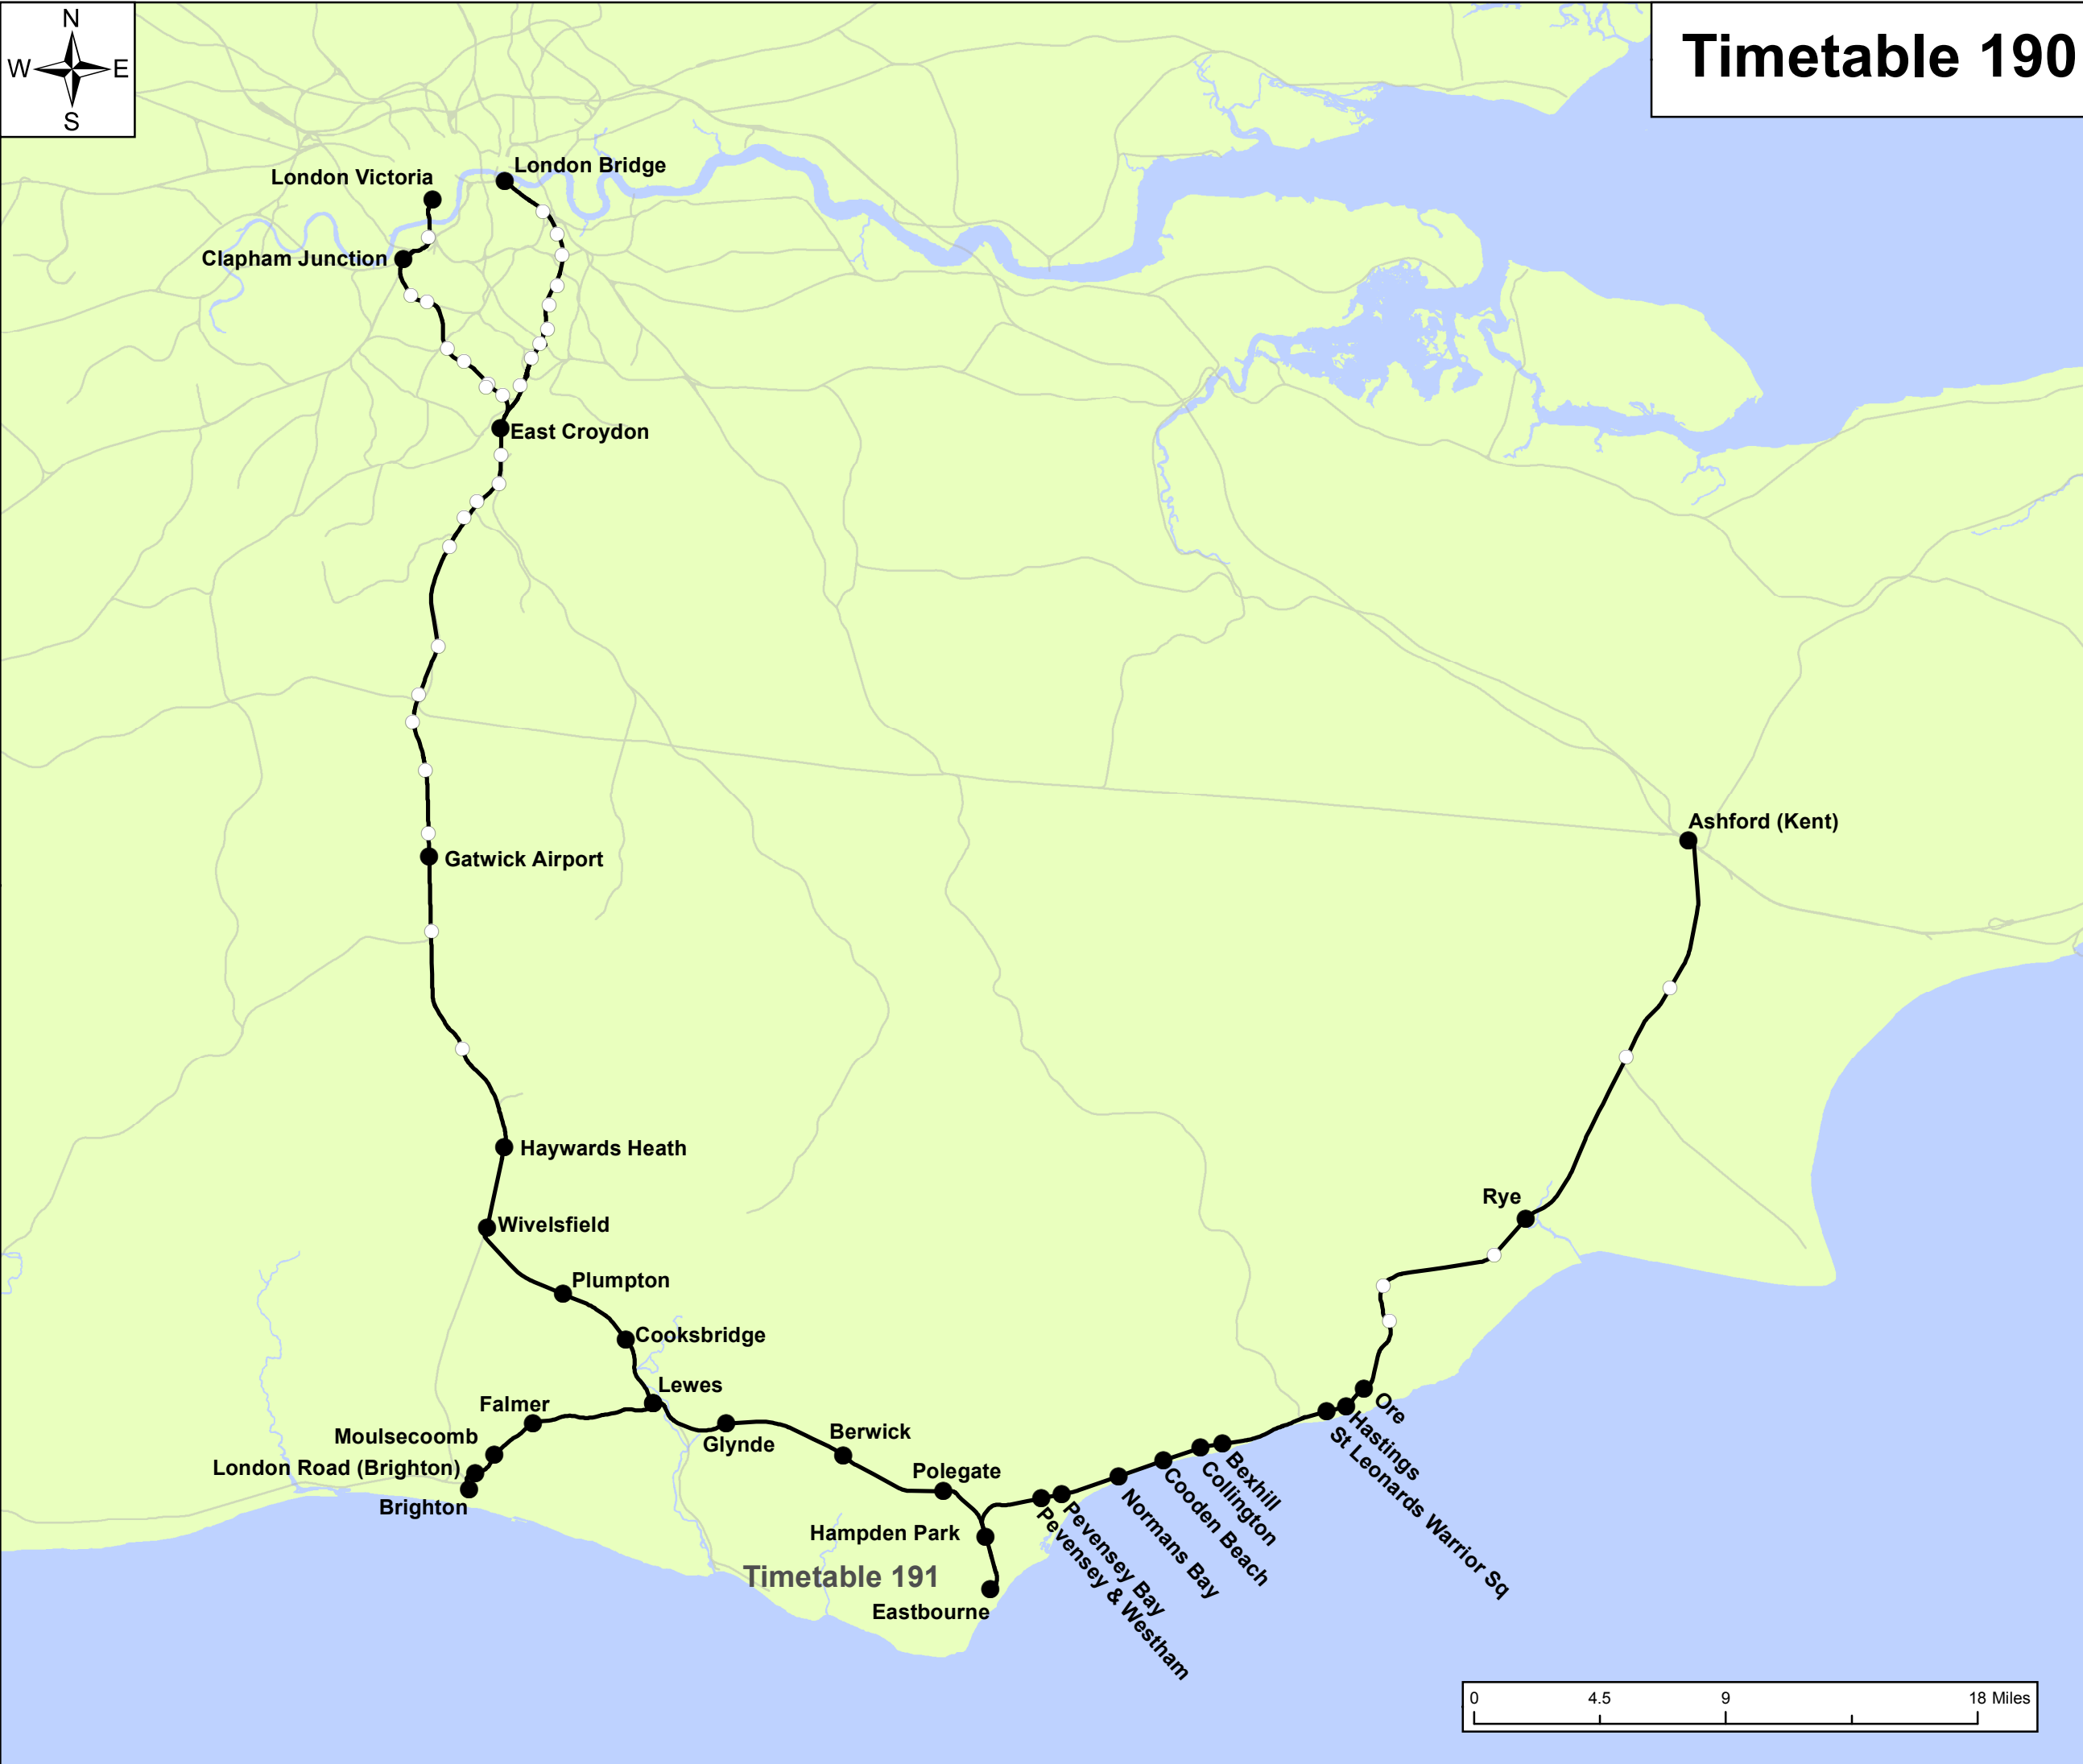 N
W E
S
Timetable 190
London Bridge
London Victoria
Clapham Junction
East Croydon
Ashford (Kent)
Gatwick Airport
Haywards Heath
Rye
Wivelsfield
Plumpton
Cooksbridge
Lewes
Falmer
Ore
Berwick
Moulsecoomb
Glynde
Hastings
London Road (Brighton)
St Leonards Warrior Sq
Polegate
Bexhill
Collington
Cooden Beach
Brighton
Normans Bay
Pevensey Bay
Pevensey & Westham
Hampden Park
Timetable 191
Eastbourne
0 4.5 9 18 Miles